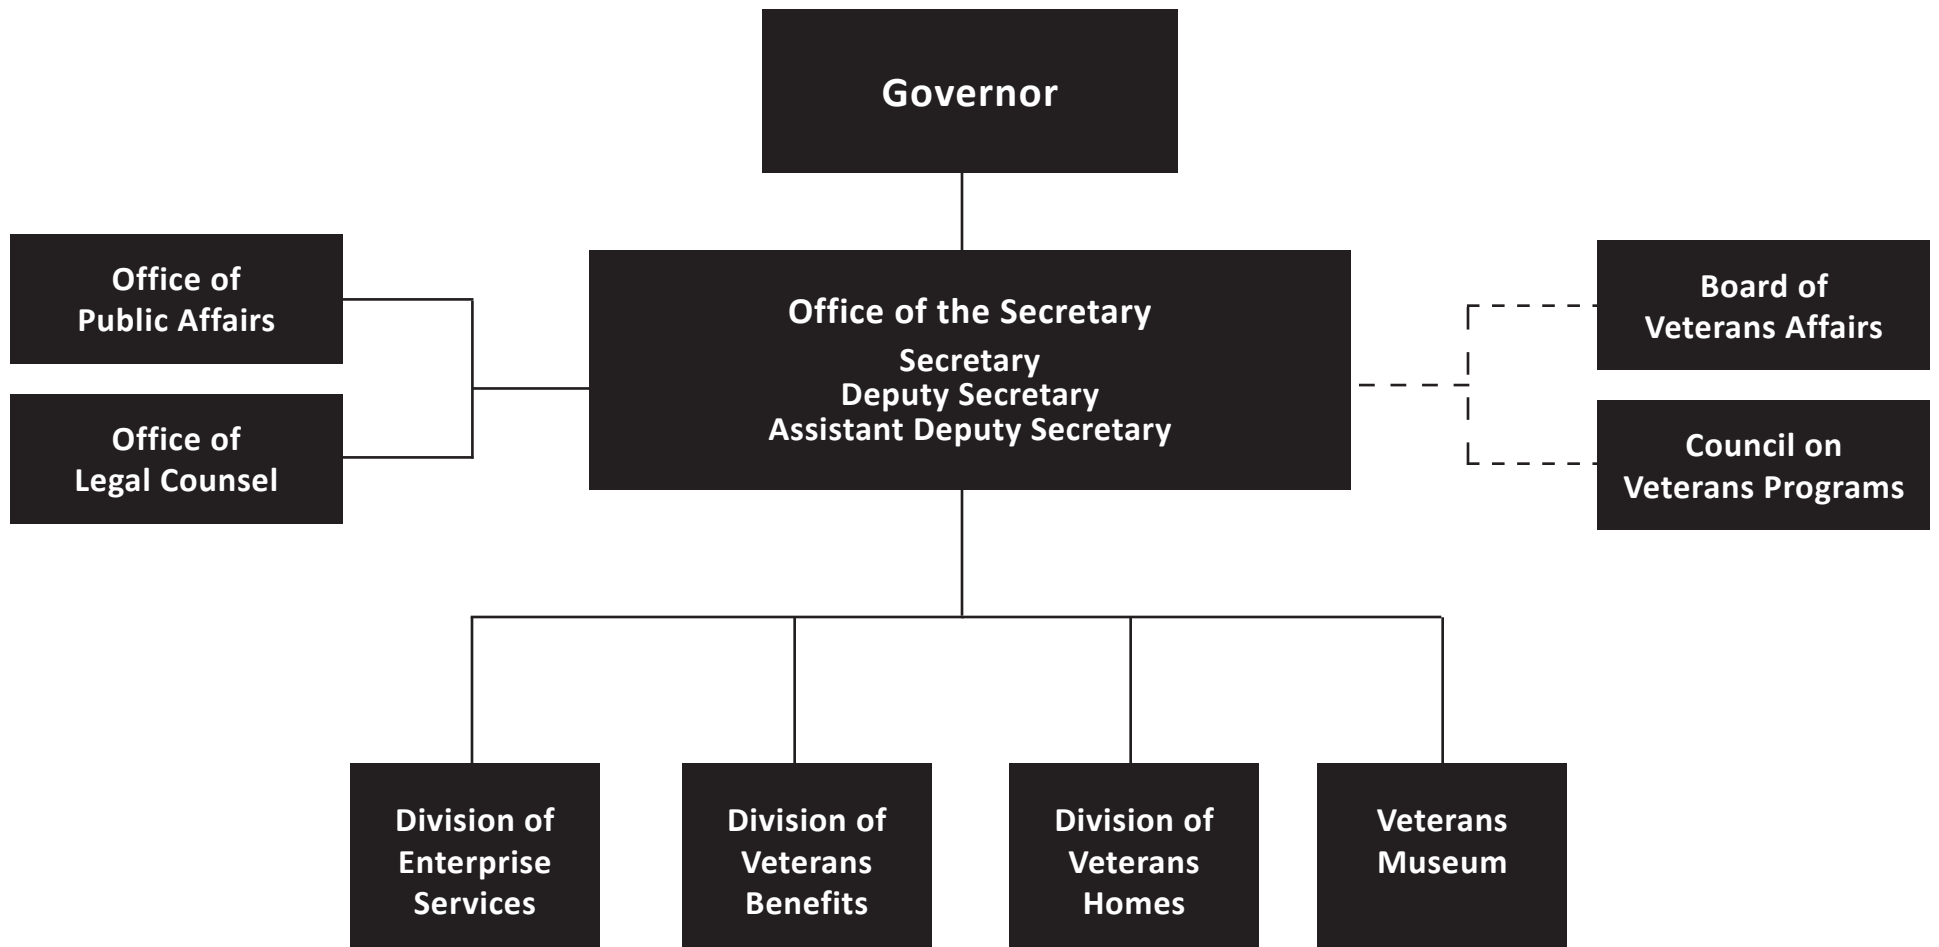 Governor
Office of
Public Affairs
Office of
Legal Counsel
Office of the Secretary
Secretary
Deputy Secretary
Assistant Deputy Secretary
Board of
Veterans Affairs
Council on
Veterans Programs
Division of
Enterprise
Services
Division of
Veterans
Benefits
Division of
Veterans
Homes
Veterans
Museum